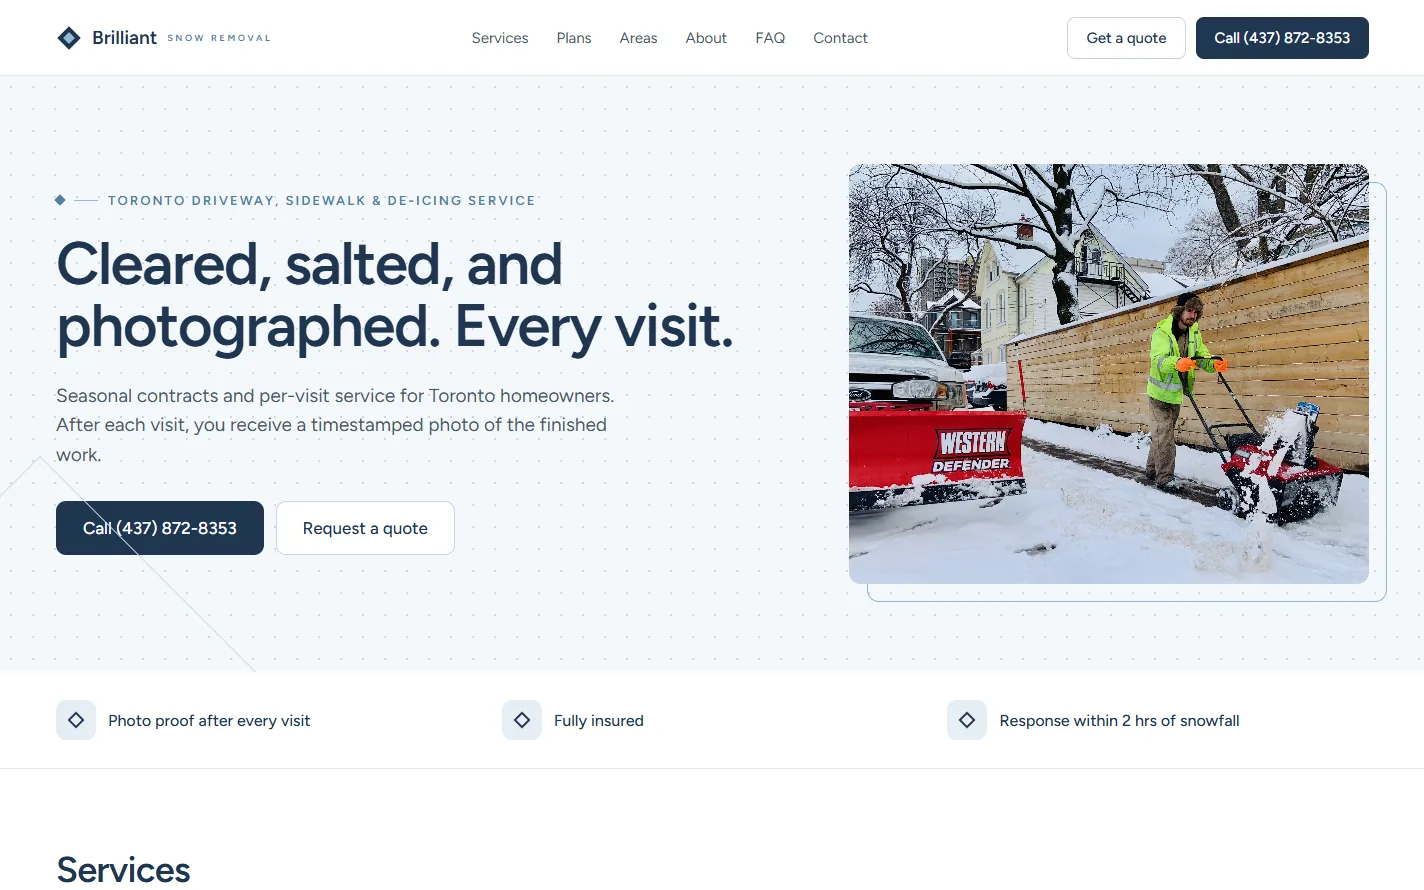 Brilliant SNOW REMOVAL
Services Plans Areas About FAQ Contact
Get a quote
Call (437) 872-8353
TORONTO DRIVEWAY, SIDEWALK & DE-ICING SERVICE
Cleared, salted, and
photographed. Every visit.
Seasonal contracts and per-visit service for Toronto homeowners.
After each visit, you receive a timestamped photo of the finished
work.
Call (437) 872-8353
Request a quote
WESTERN
DEFENDER
Photo proof after every visit
Fully insured
Response within 2 hrs of snowfall
Services